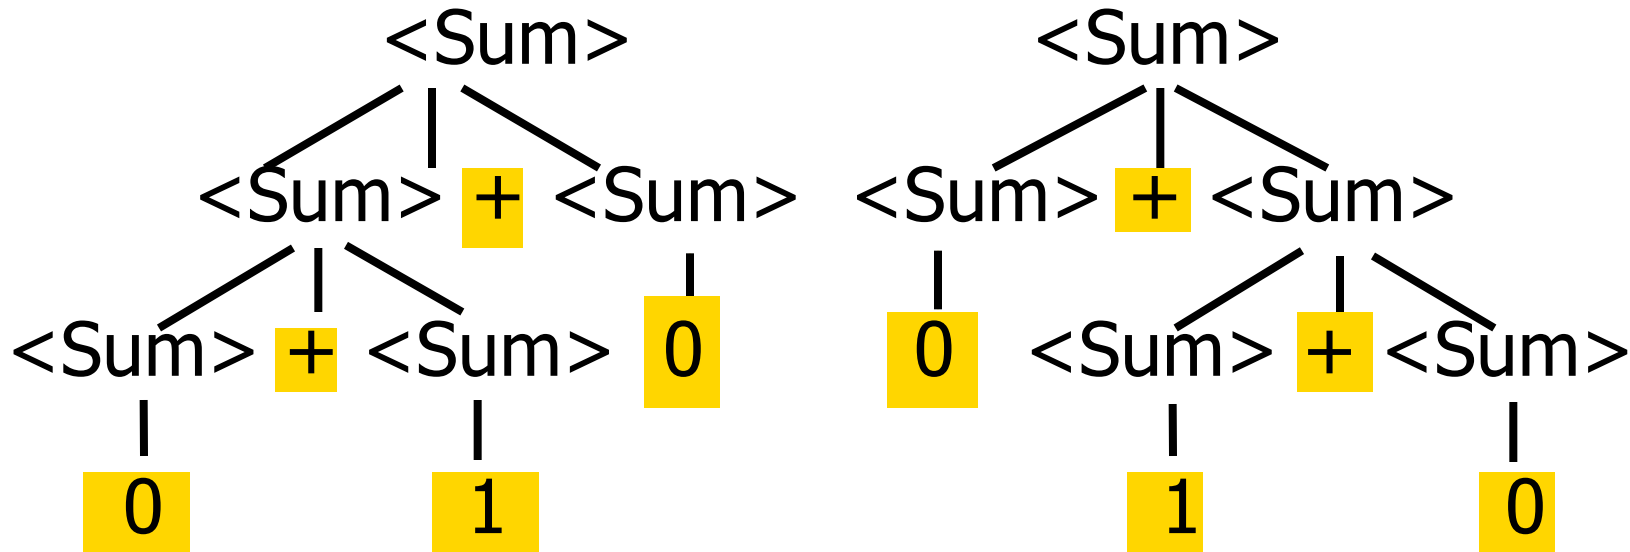 <Sum> <Sum>
<Sum> + <Sum> <Sum> + <Sum>
<Sum> + <Sum> 0 0 <Sum> + <Sum>
0 1 1 0